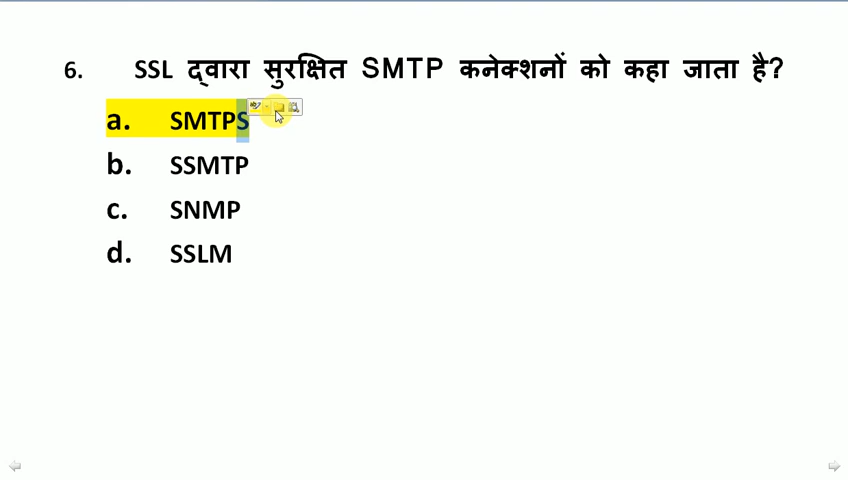 6. SSL द्वारा सुरक्षित SMTP कनेक्शनों को कहा जाता है?
a. SMTPS
b. SSMTP
c. SNMP
d. SSLM